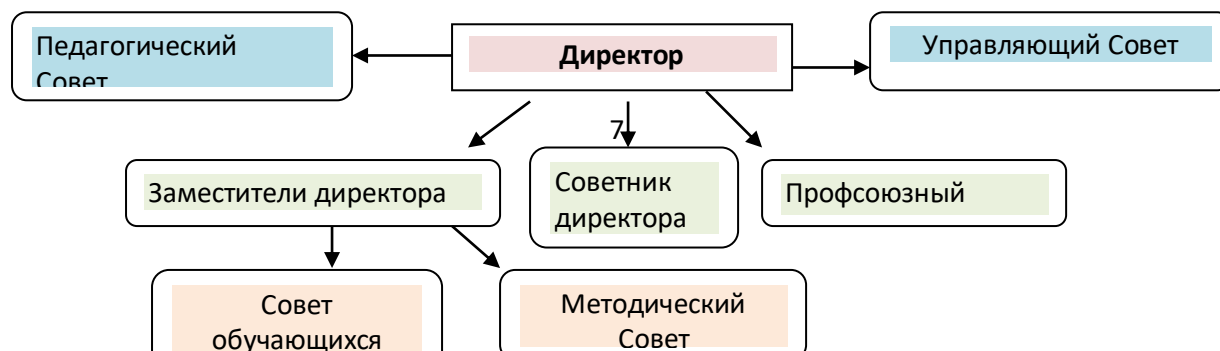 Педагогический
Совет
Директор
Управляющий Совет
7
Заместители директора
Советник
директора
Профсоюзный
Совет
обучающихся
Методический
Совет